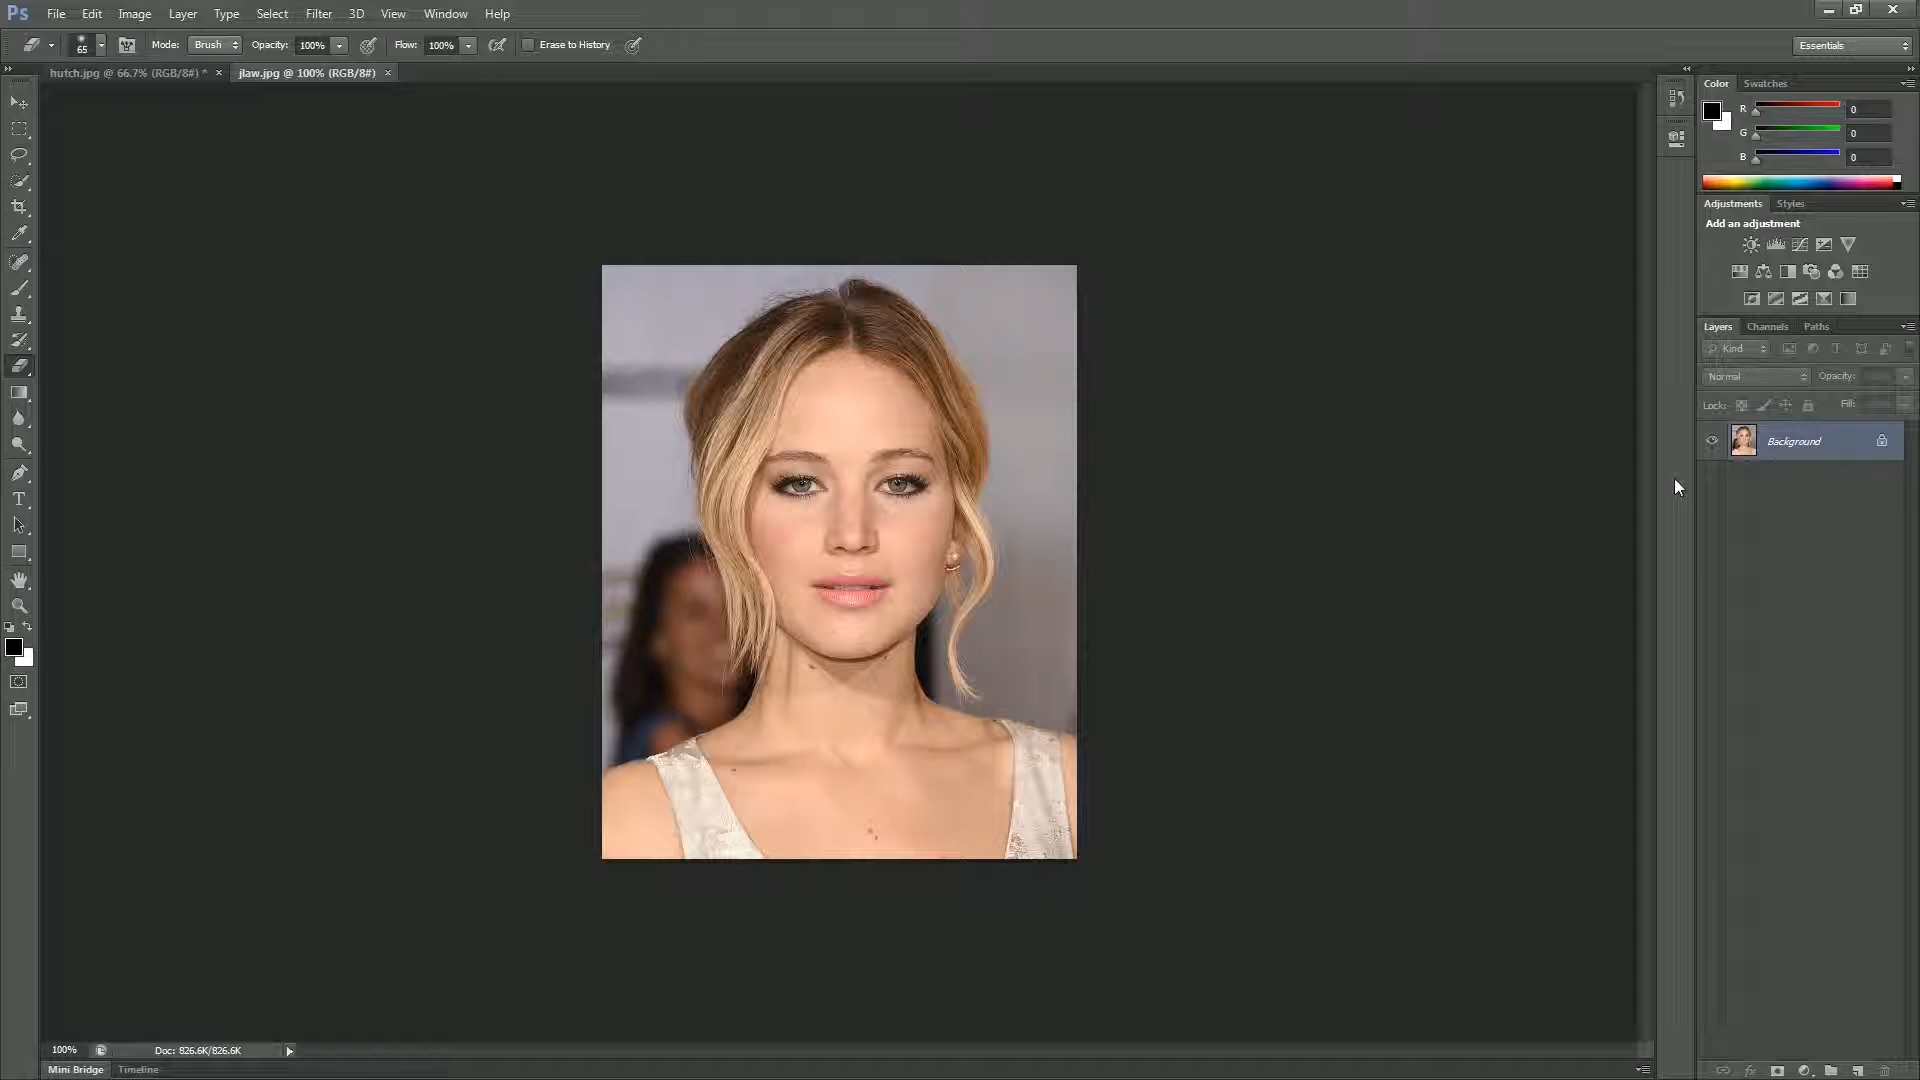 Ps File Edit Image Layer Type Select Filter 3D View Window Help
65 Mode: Brush Opacity: 100% Flow: 100% Erase to History Essentials
hutch.jpg @ 66.7% (RGB/8#) * × jlaw.jpg @ 100% (RGB/8#) ×
Color Swatches
R 0
G 0
B 0
Adjustments Styles
Add an adjustment
Layers Channels Paths
Kind
Normal Opacity:
Lock: Fill:
Background
100% Doc: 826.6K/826.6K
Mini Bridge Timeline